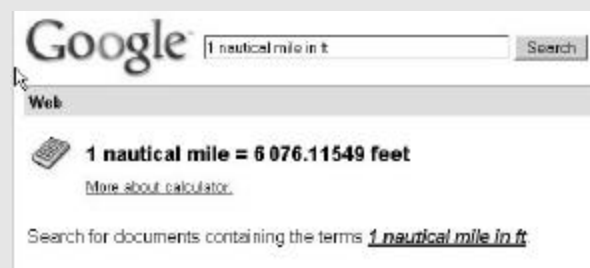 Google 1 nautical mile in ft Search
Web
1 nautical mile = 6 076.11549 feet
More about calculator.
Search for documents containing the terms 1 nautical mile in ft.